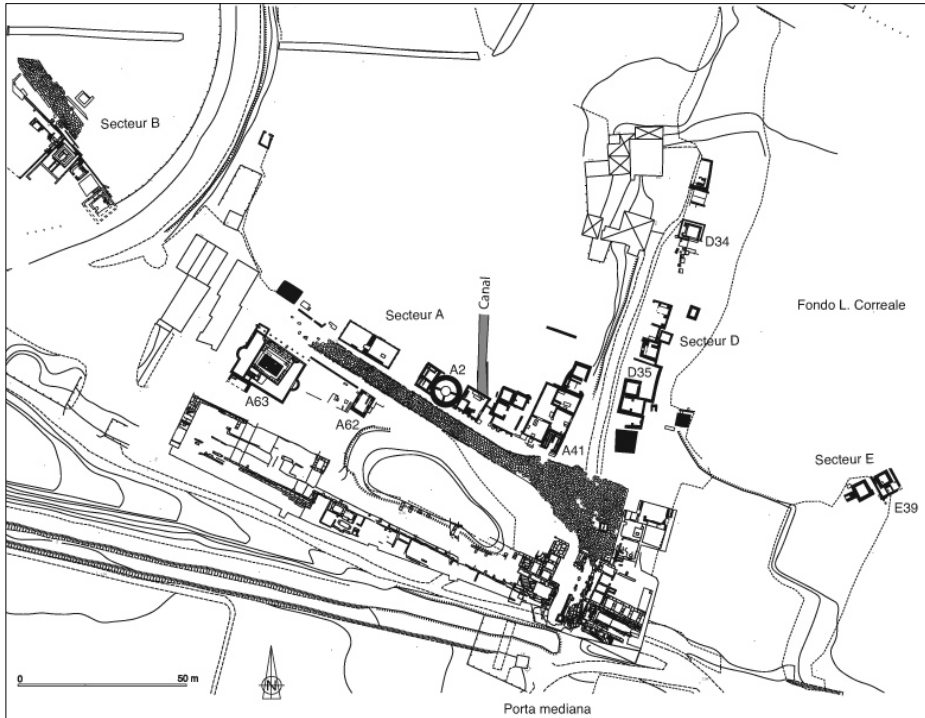 Secteur B
D34
Canal
Fondo L. Correale
Secteur A
Secteur D
A2
D35
A63
A62
A41
Secteur E
E39
0
50 m
N
Porta mediana